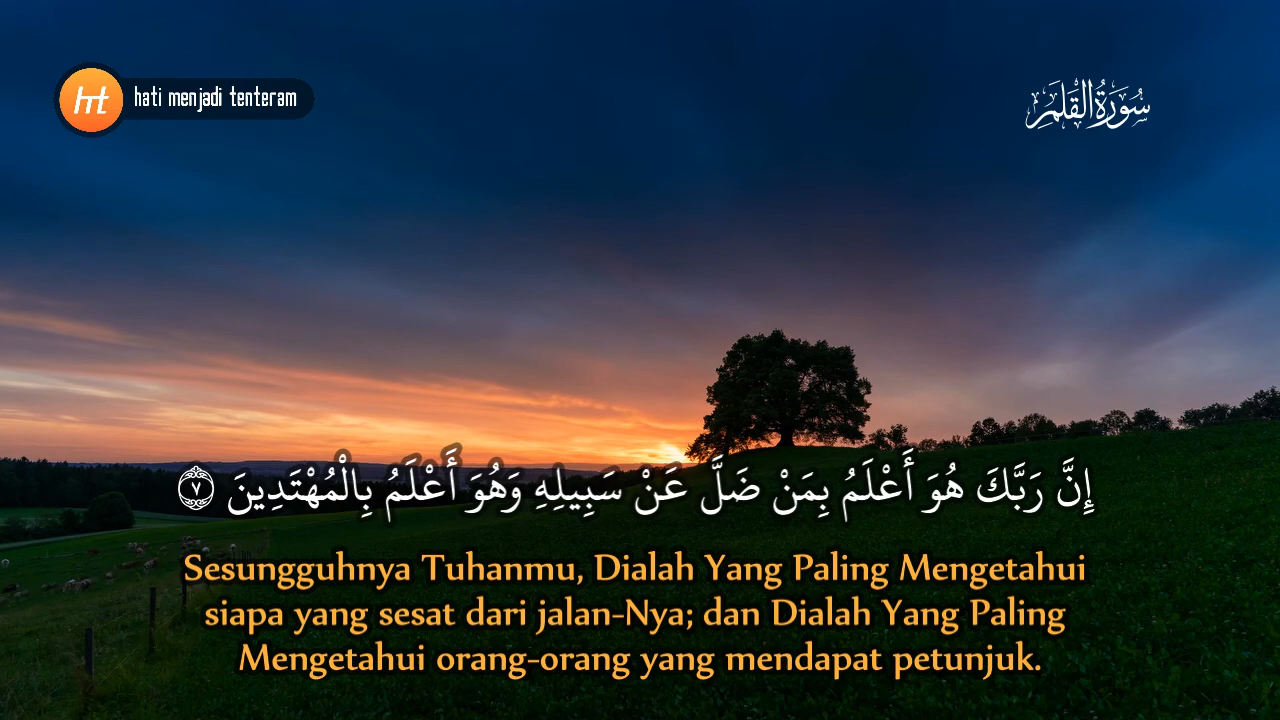 ht
hati menjadi tenteram
سُورَةُ القَلَمِ
إِنَّ رَبَّكَ هُوَ أَعْلَمُ بِمَنْ ضَلَّ عَنْ سَبِيلِهِ وَهُوَ أَعْلَمُ بِالْمُهْتَدِينَ ٧
Sesungguhnya Tuhanmu, Dialah Yang Paling Mengetahui
siapa yang sesat dari jalan-Nya; dan Dialah Yang Paling
Mengetahui orang-orang yang mendapat petunjuk.